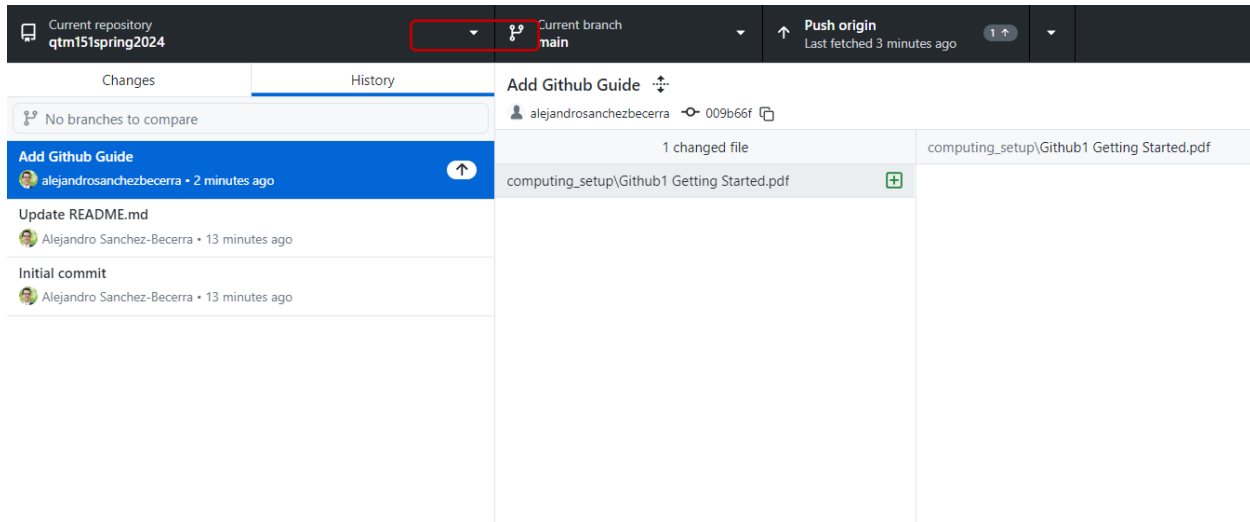 Current repository
qtm151spring2024
Current branch
main
Push origin
Last fetched 3 minutes ago
1
Changes
History
No branches to compare
Add Github Guide
alejandrosanchezbecerra • 2 minutes ago
Update README.md
Alejandro Sanchez-Becerra • 13 minutes ago
Initial commit
Alejandro Sanchez-Becerra • 13 minutes ago
Add Github Guide
alejandrosanchezbecerra 009b66f
1 changed file
computing_setup\Github1 Getting Started.pdf
computing_setup\Github1 Getting Started.pdf